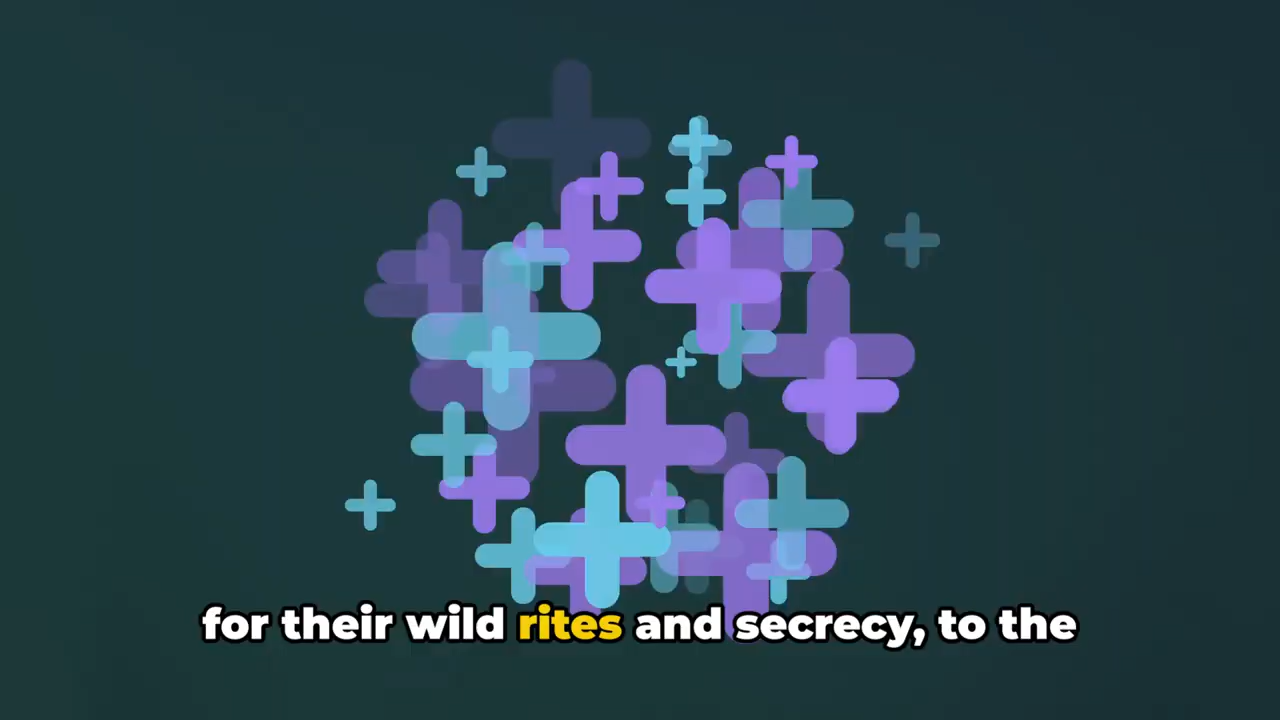 for their wild rites and secrecy, to the